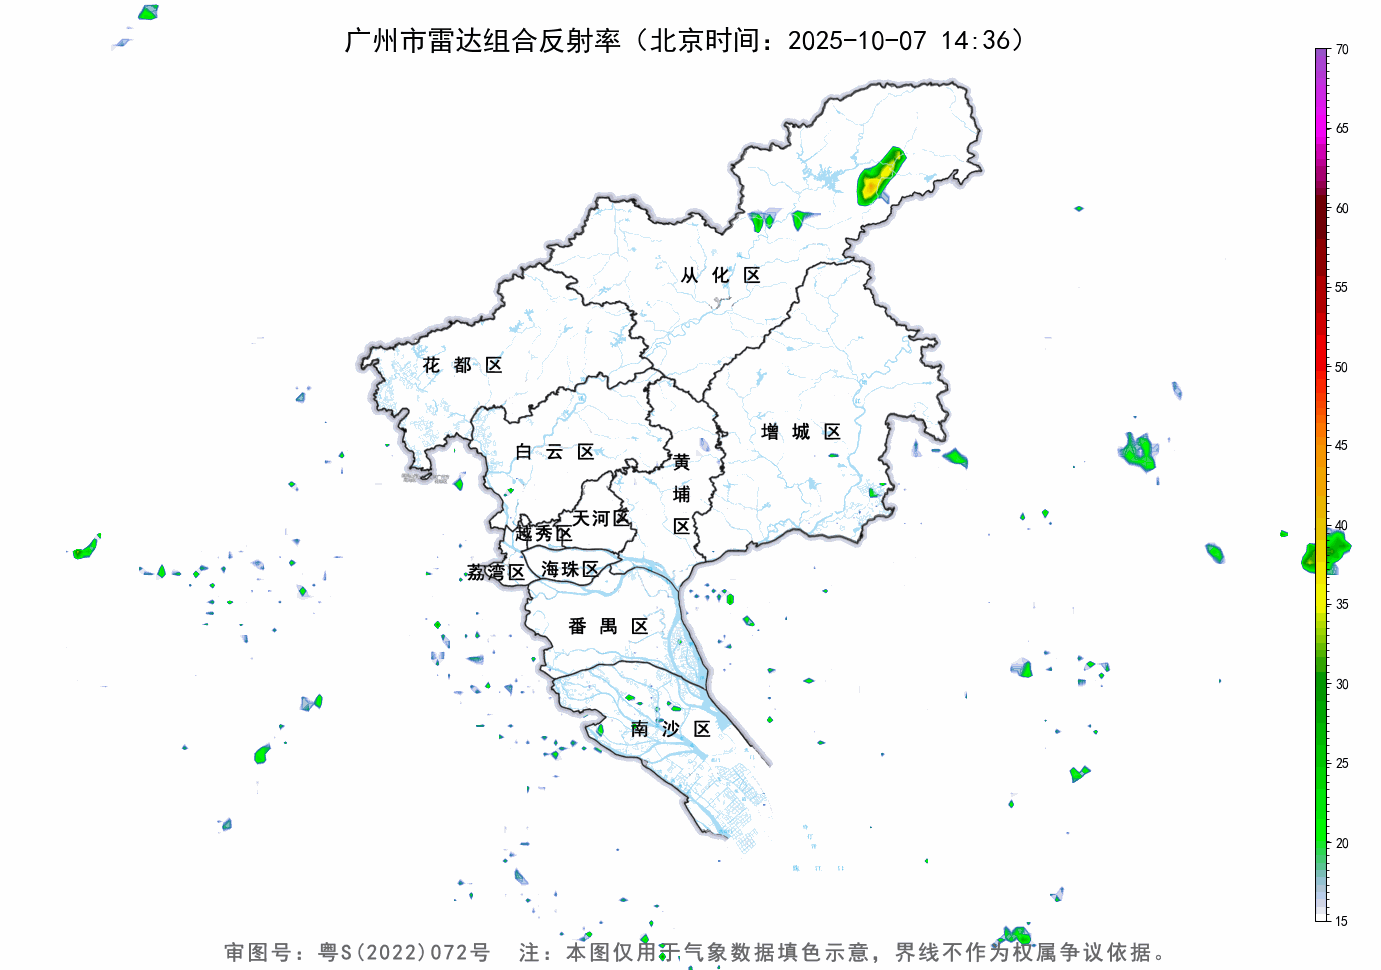 广州市雷达组合反射率（北京时间：2025-10-07 14:36）
70
65
60
55
50
45
40
35
30
25
20
15
从化区
花都区
增城区
白云区
黄埔区
天河区
越秀区
荔湾区
海珠区
番禺区
南沙区
审图号：粤S(2022)072号 注：本图仅用于气象数据填色示意，界线不作为权属争议依据。